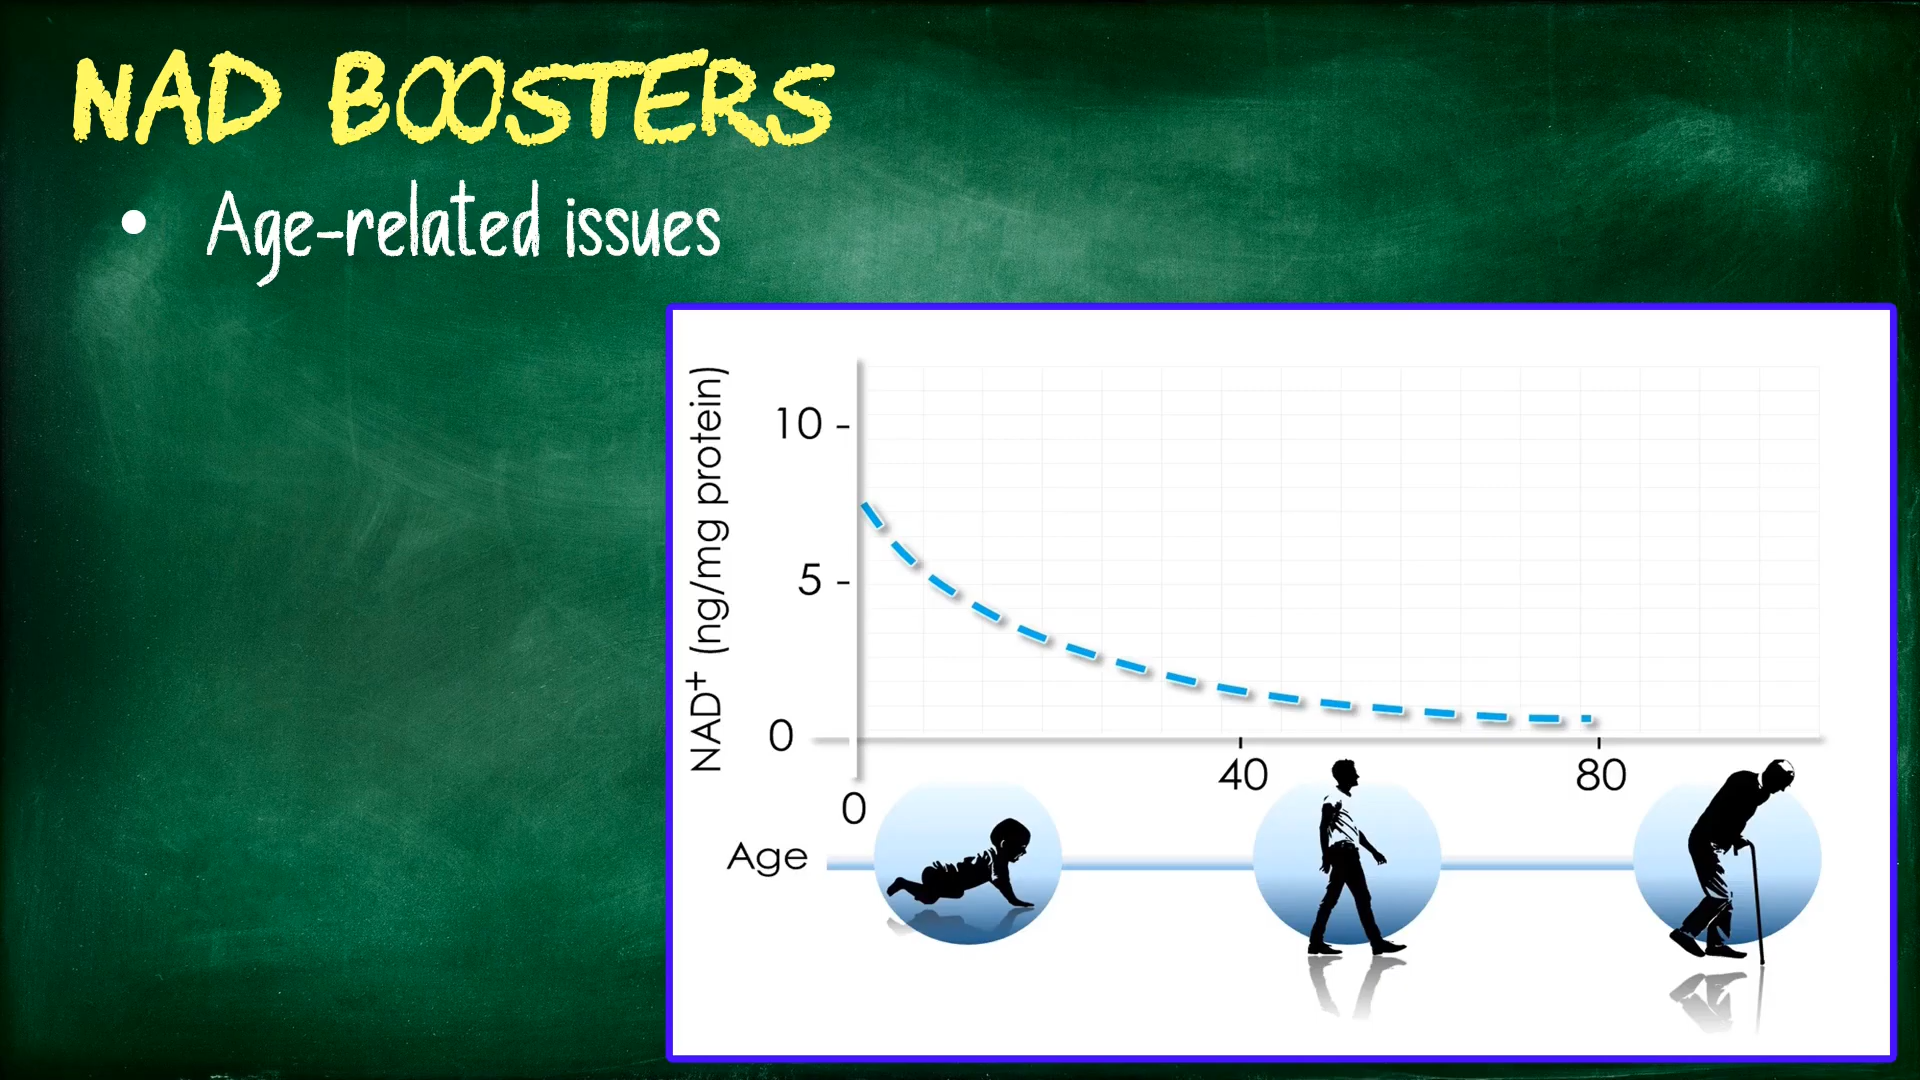 NAD BOOSTERS
• Age-related issues
NAD+ (ng/mg protein)
10 -
5 -
0
0
40
80
Age